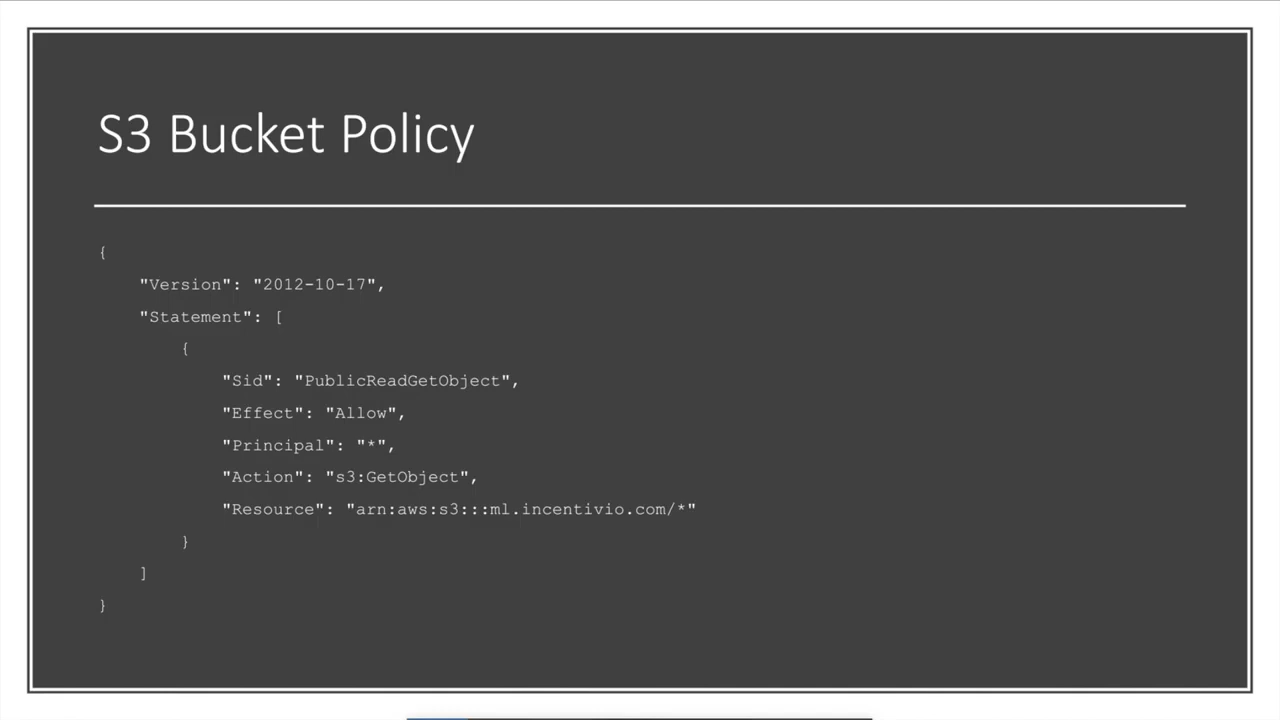 S3 Bucket Policy
{
"Version": "2012-10-17",
"Statement": [
{
"Sid": "PublicReadGetObject",
"Effect": "Allow",
"Principal": "*",
"Action": "s3:GetObject",
"Resource": "arn:aws:s3:::ml.incentivio.com/*"
}
]
}